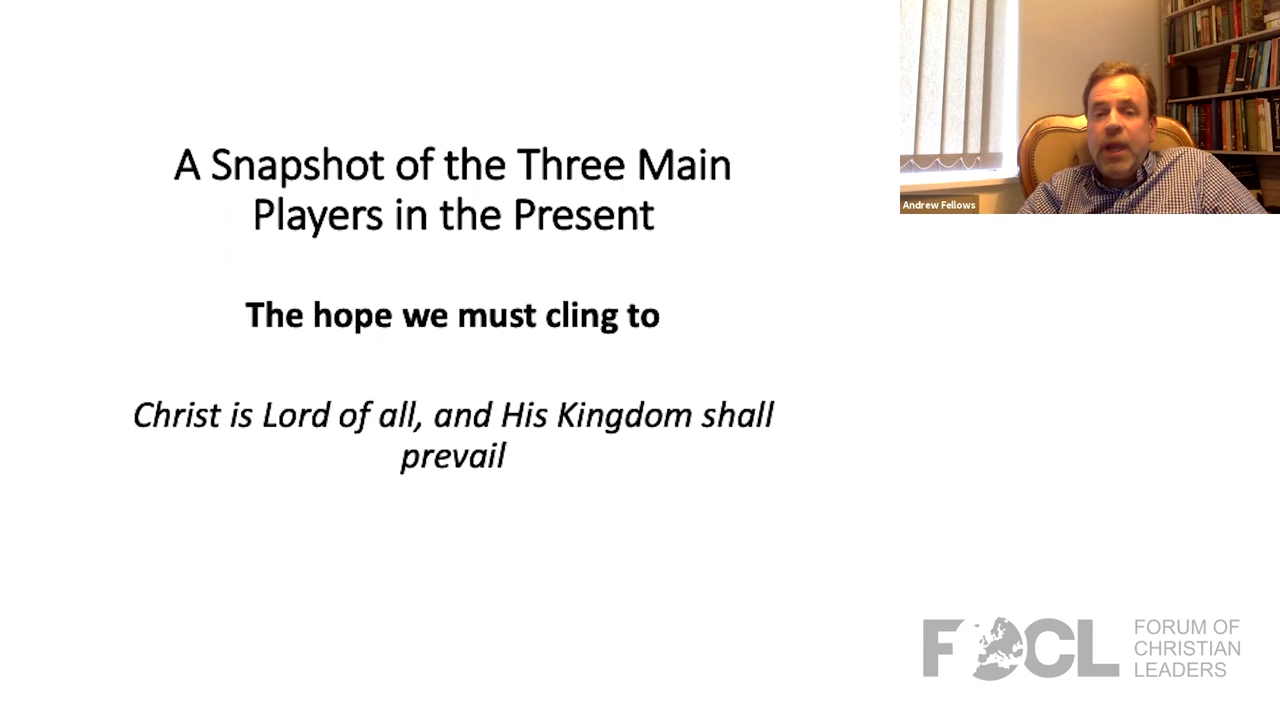 A Snapshot of the Three Main
Players in the Present
The hope we must cling to
Christ is Lord of all, and His Kingdom shall
prevail
Andrew Fellows
FOCL
FORUM OF
CHRISTIAN
LEADERS